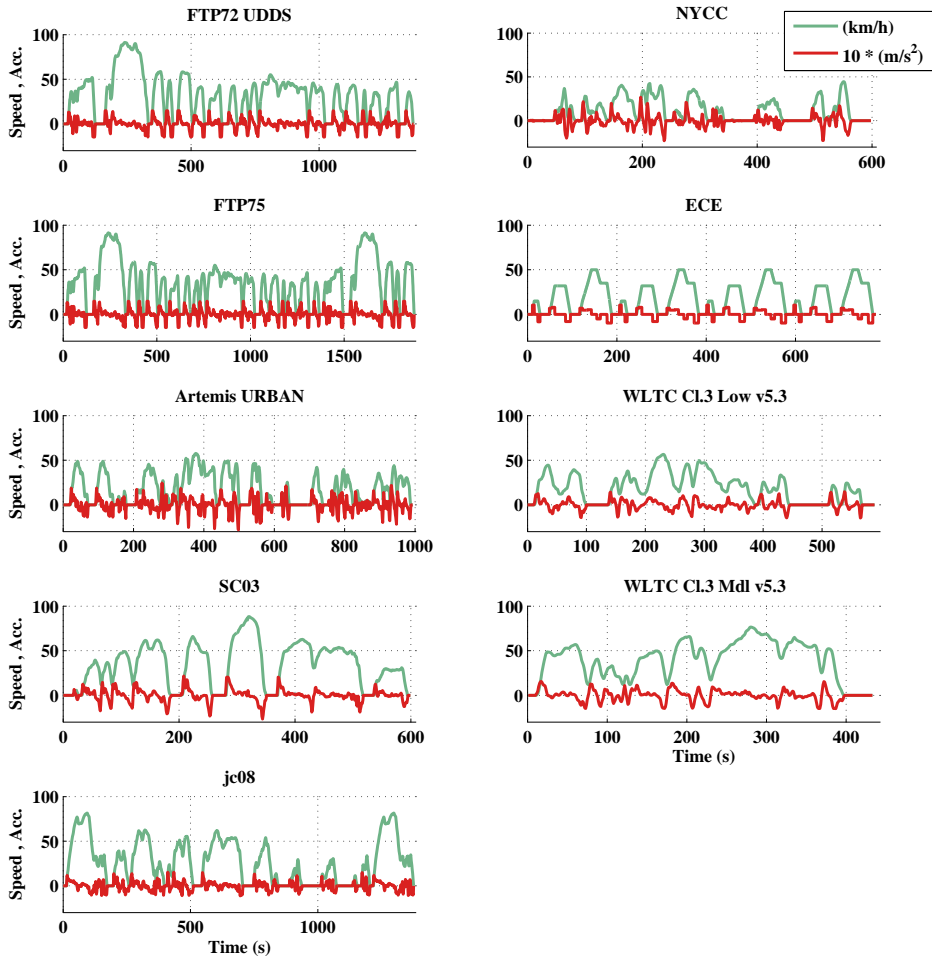 FTP72 UDDS
Speed , Acc.
100
50
0
0 500 1000
NYCC
(km/h)
10 * (m/s²)
100
50
0
0 200 400 600
FTP75
Speed , Acc.
100
50
0
0 500 1000 1500
ECE
100
50
0
0 200 400 600
Artemis URBAN
Speed , Acc.
100
50
0
0 200 400 600 800 1000
WLTC Cl.3 Low v5.3
100
50
0
0 100 200 300 400 500
SC03
Speed , Acc.
100
50
0
0 200 400 600
WLTC Cl.3 Mdl v5.3
100
50
0
0 100 200 300 400
Time (s)
jc08
Speed , Acc.
100
50
0
0 500 1000
Time (s)